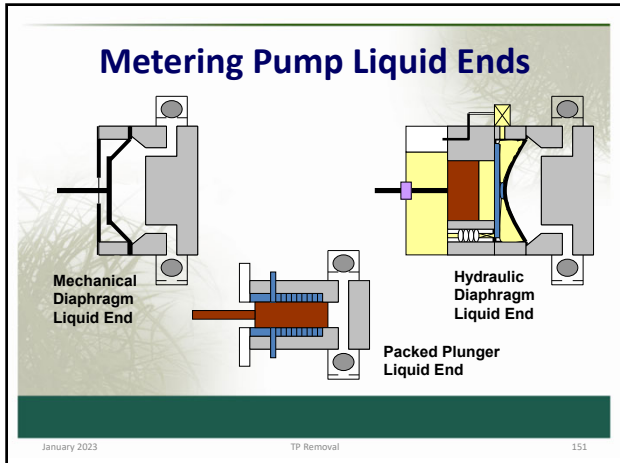 Metering Pump Liquid Ends
Mechanical
Diaphragm
Liquid End
Hydraulic
Diaphragm
Liquid End
Packed Plunger
Liquid End
January 2023
TP Removal
151